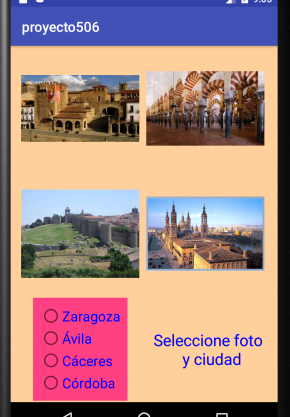 proyecto506
Zaragoza
Ávila
Cáceres
Córdoba
Seleccione foto
y ciudad